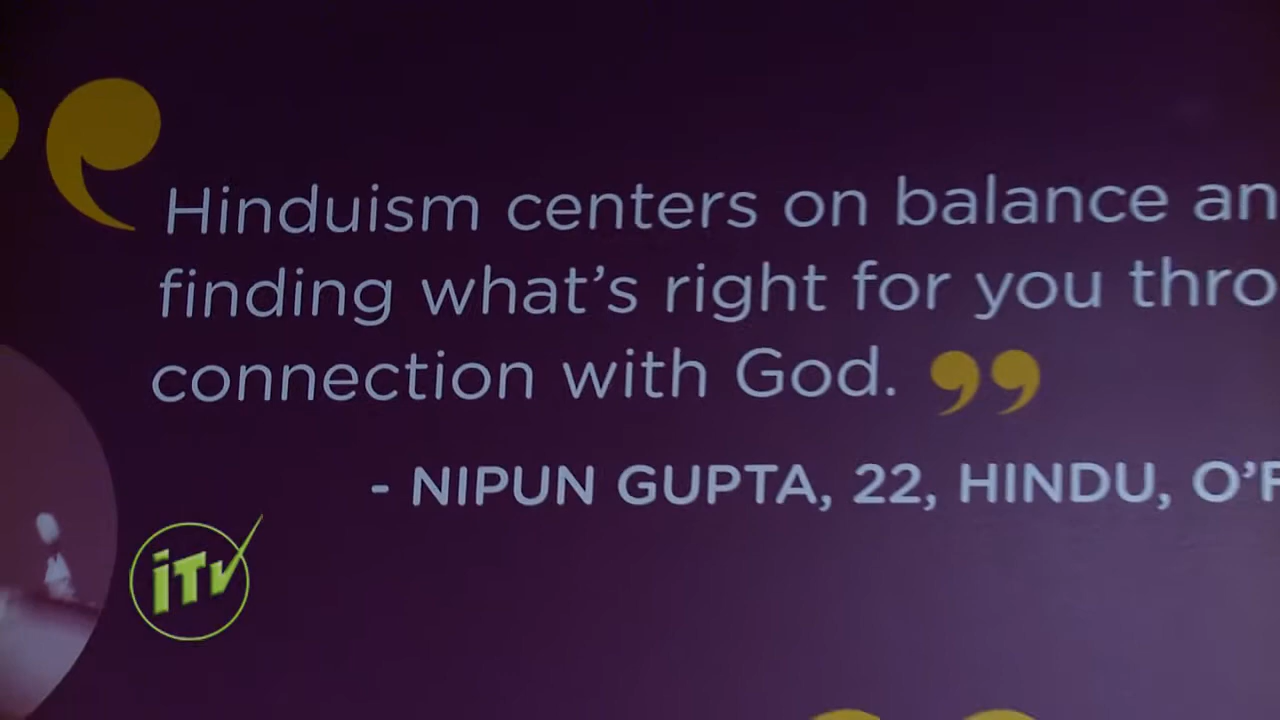 Hinduism centers on balance an
finding what's right for you thro
connection with God.
- NIPUN GUPTA, 22, HINDU, O'F
iTV